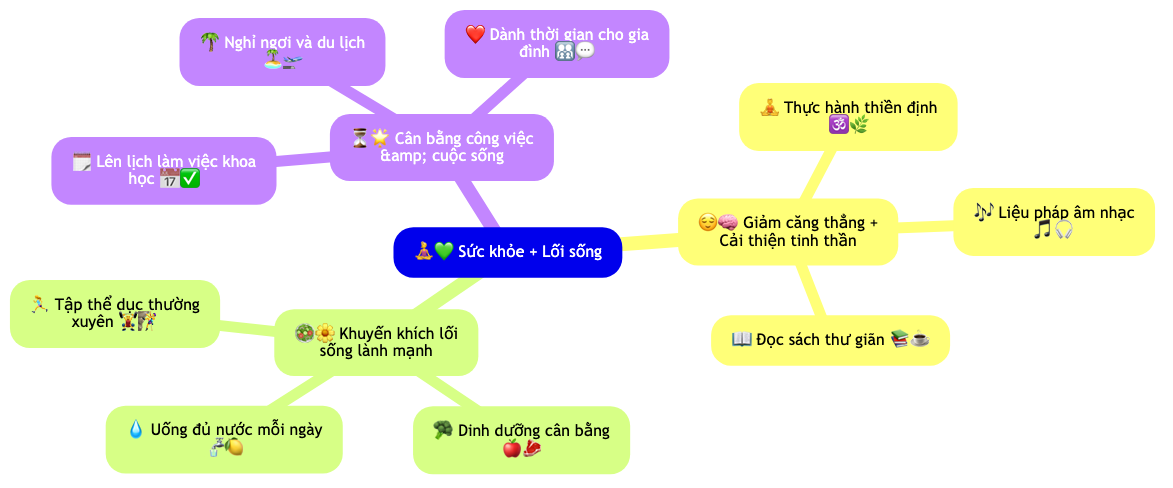 🌴 Nghỉ ngơi và du lịch
🏝️🛫
❤️ Dành thời gian cho gia
đình 👨‍👩‍👧‍👦💬
⏳🌟 Cân bằng công việc
&amp; cuộc sống
🗓️ Lên lịch làm việc khoa
học 📅✅
🧘 Thực hành thiền định
🕉️🌿
😌🧠 Giảm căng thẳng +
Cải thiện tinh thần
🎶 Liệu pháp âm nhạc
🎵🎧
📖 Đọc sách thư giãn 📚☕
🧘💚 Sức khỏe + Lối sống
🏃 Tập thể dục thường
xuyên 🏋️🧗
🥗🌼 Khuyến khích lối
sống lành mạnh
💧 Uống đủ nước mỗi ngày
🚰🍋
🥦 Dinh dưỡng cân bằng
🍎🥩